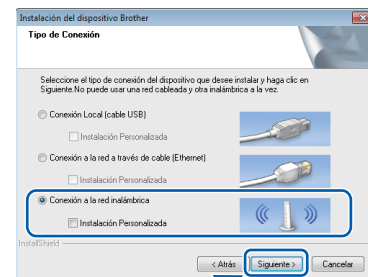 Instalación del dispositivo Brother
Tipo de Conexión
Seleccione el tipo de conexión del dispositivo que desee instalar y haga clic en
Siguiente.No puede usar una red cableada y otra inalámbrica a la vez.
Conexión Local (cable USB)
Instalación Personalizada
Conexión a la red a través de cable (Ethernet)
Instalación Personalizada
Conexión a la red inalámbrica
Instalación Personalizada
InstallShield
< Atrás Siguiente > Cancelar